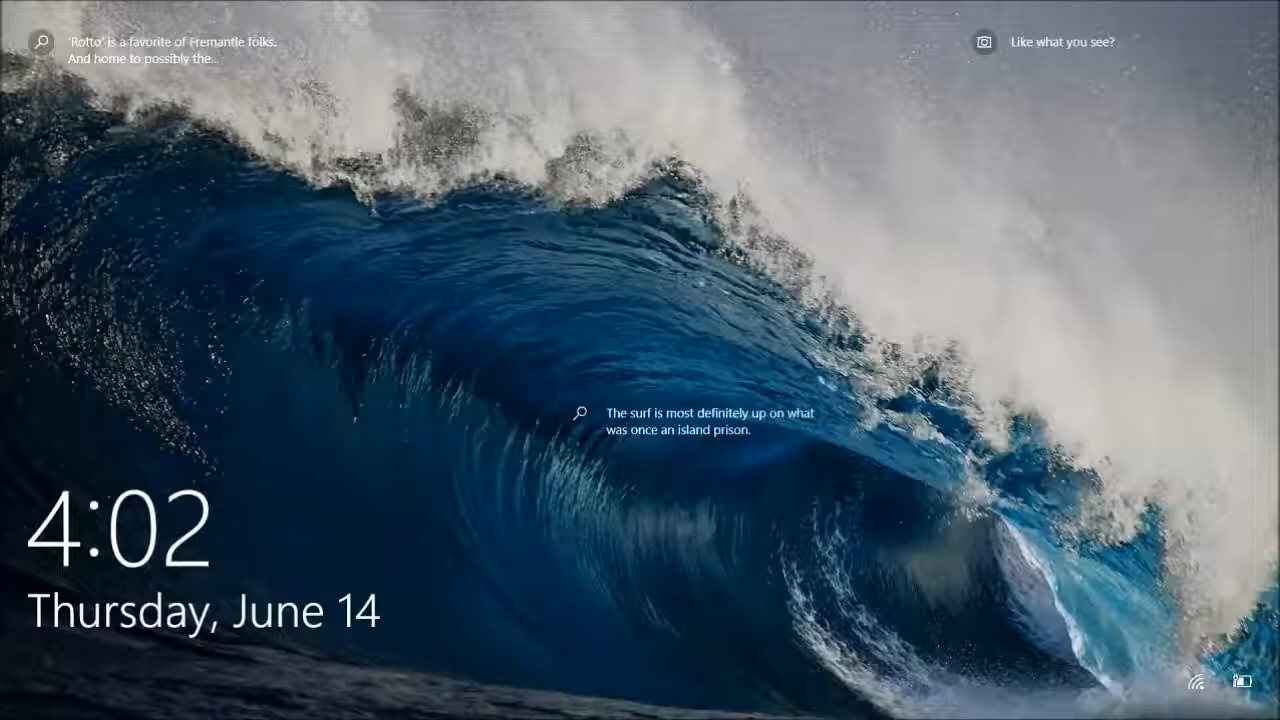 'Rotto' is a favorite of Fremantle folks.
And home to possibly the...
Like what you see?
The surf is most definitely up on what
was once an island prison.
4:02
Thursday, June 14